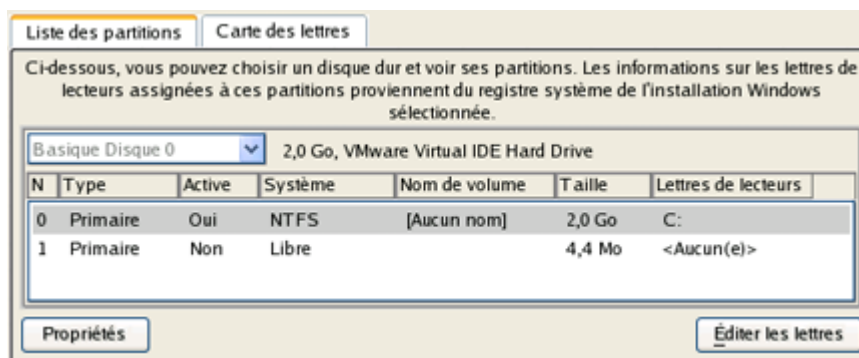 Liste des partitions Carte des lettres
Ci-dessous, vous pouvez choisir un disque dur et voir ses partitions. Les informations sur les lettres de
lecteurs assignées à ces partitions proviennent du registre système de l'installation Windows
sélectionnée.
Basique Disque 0 2,0 Go, VMware Virtual IDE Hard Drive
N Type Active Système Nom de volume Taille Lettres de lecteurs
0 Primaire Oui NTFS [Aucun nom] 2,0 Go C:
1 Primaire Non Libre 4,4 Mo <Aucun(e)>
Propriétés Éditer les lettres